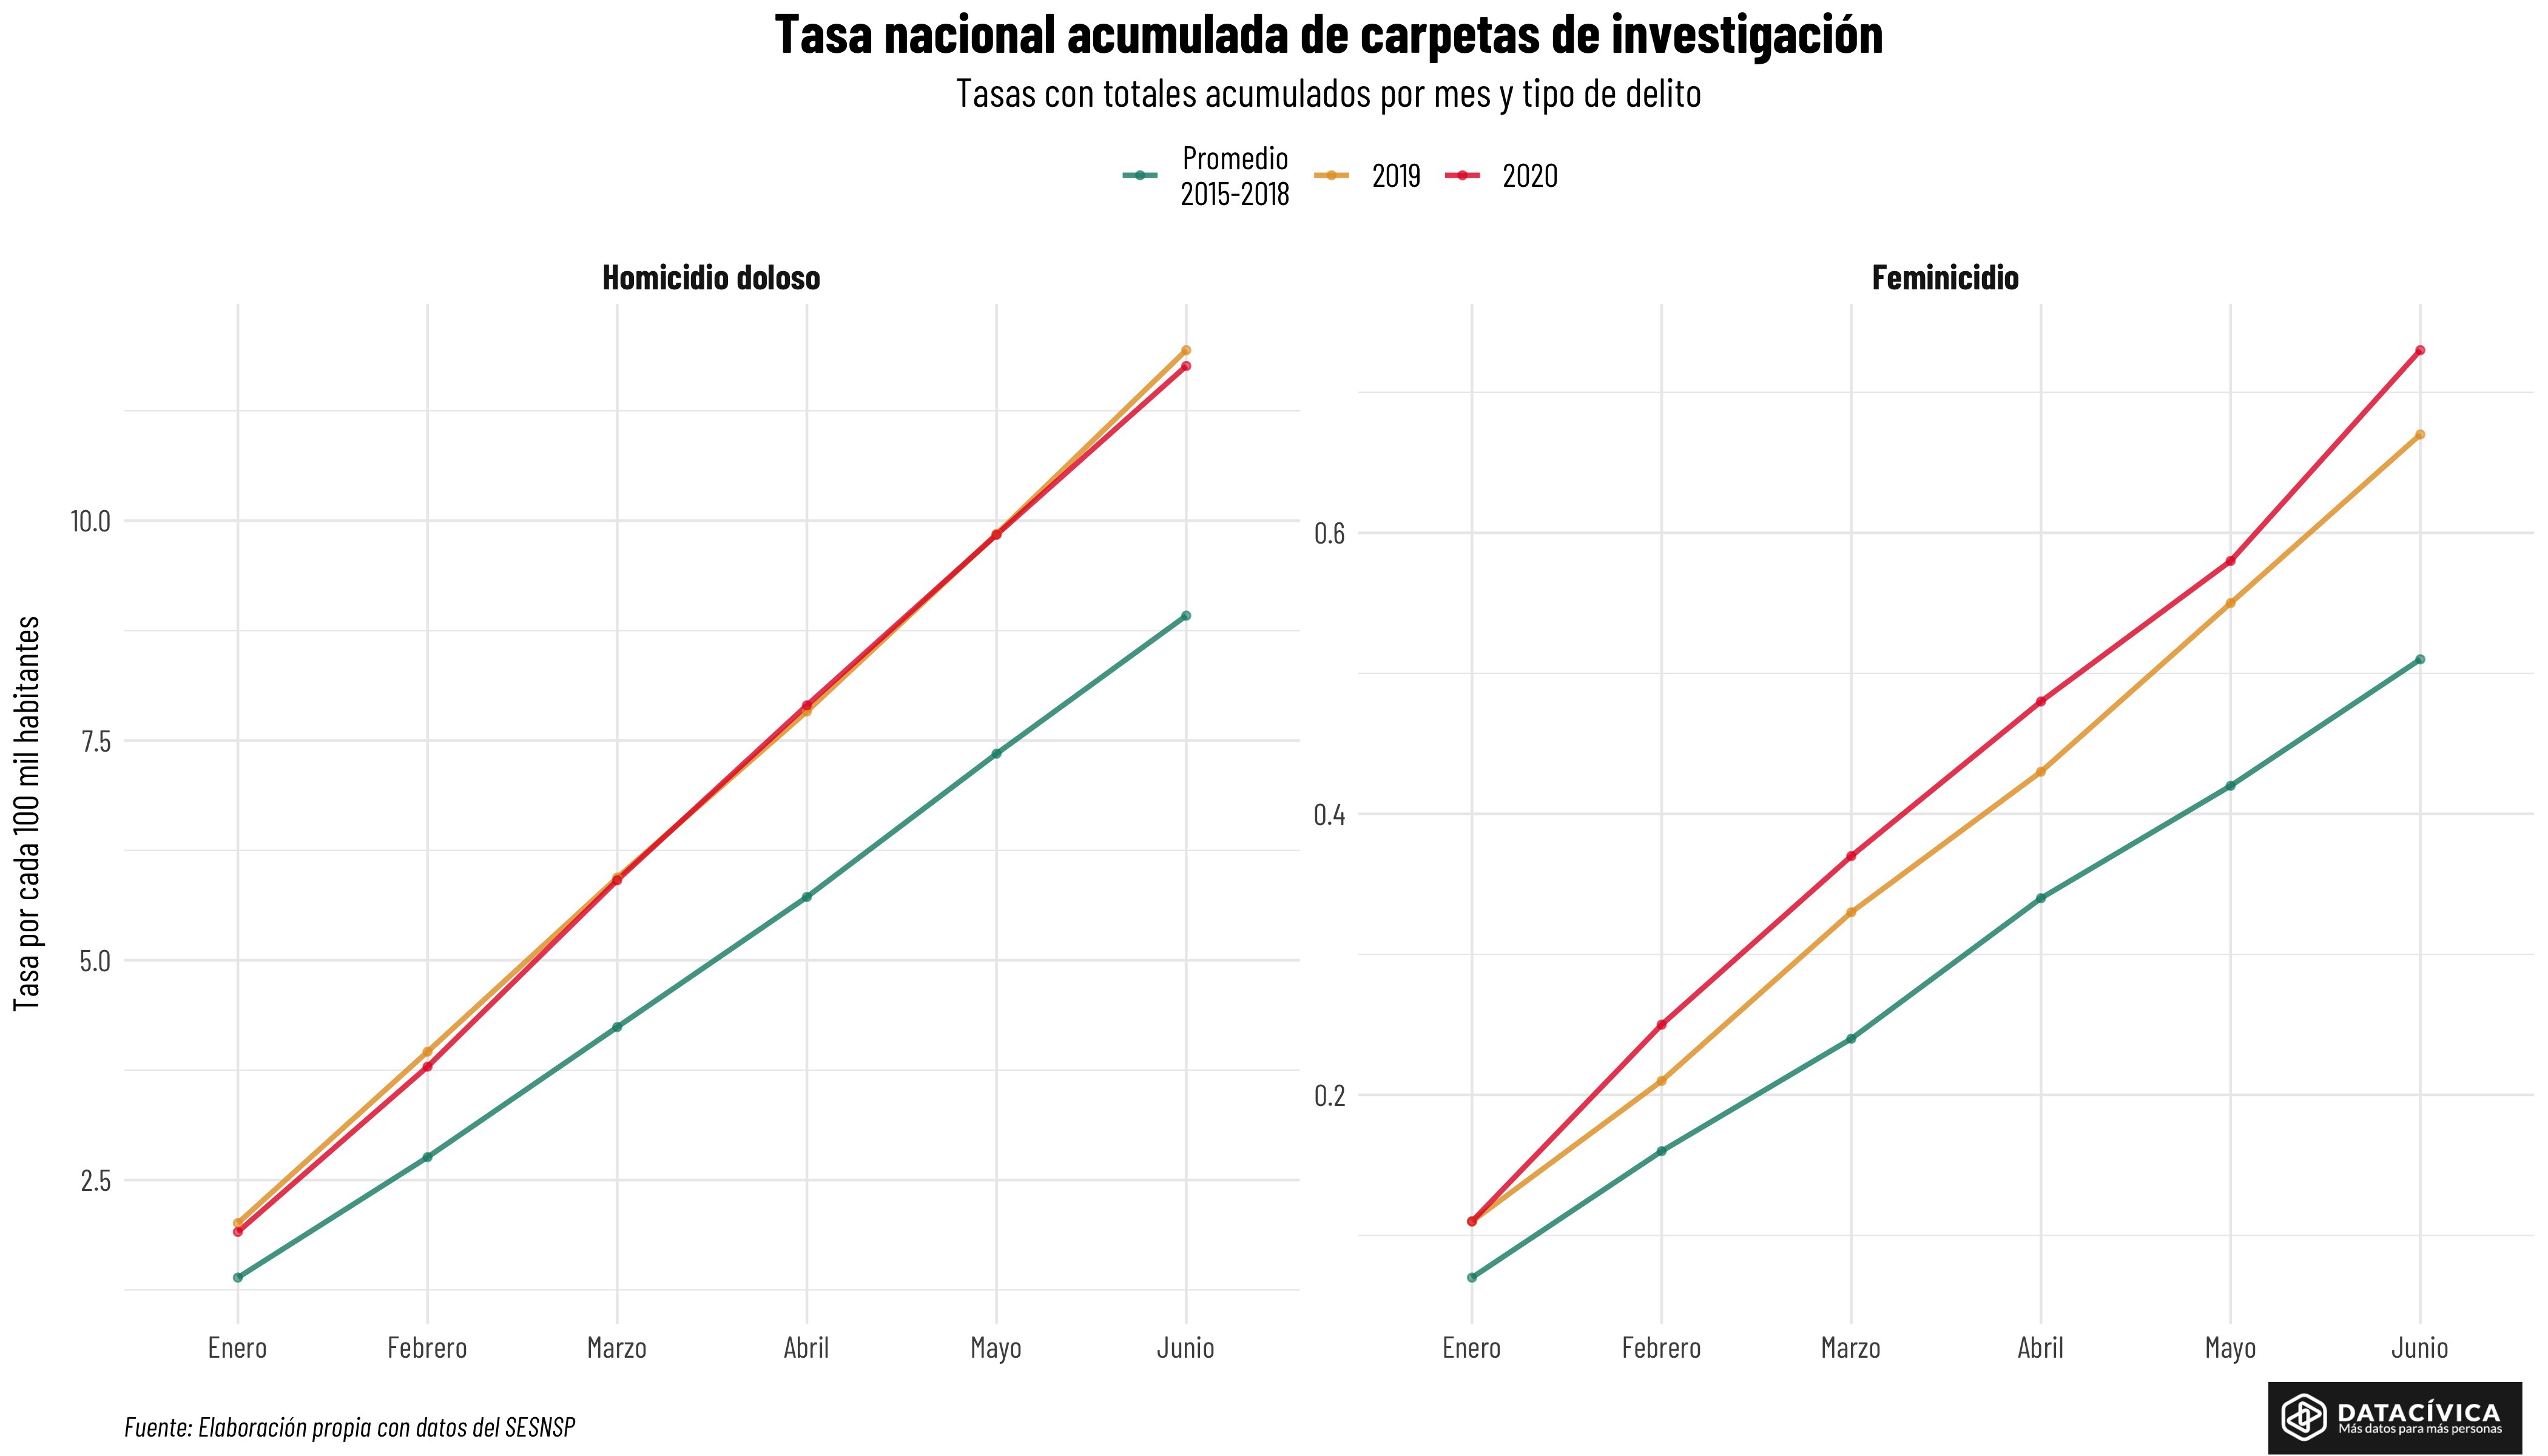 Tasa nacional acumulada de carpetas de investigación
Tasas con totales acumulados por mes y tipo de delito
Promedio
2015-2018
2019
2020
Homicidio doloso
Feminicidio
Tasa por cada 100 mil habitantes
10.0
7.5
5.0
2.5
0.6
0.4
0.2
Enero Febrero Marzo Abril Mayo Junio
Enero Febrero Marzo Abril Mayo Junio
Fuente: Elaboración propia con datos del SESNSP
DATACÍVICA
Más datos para más personas